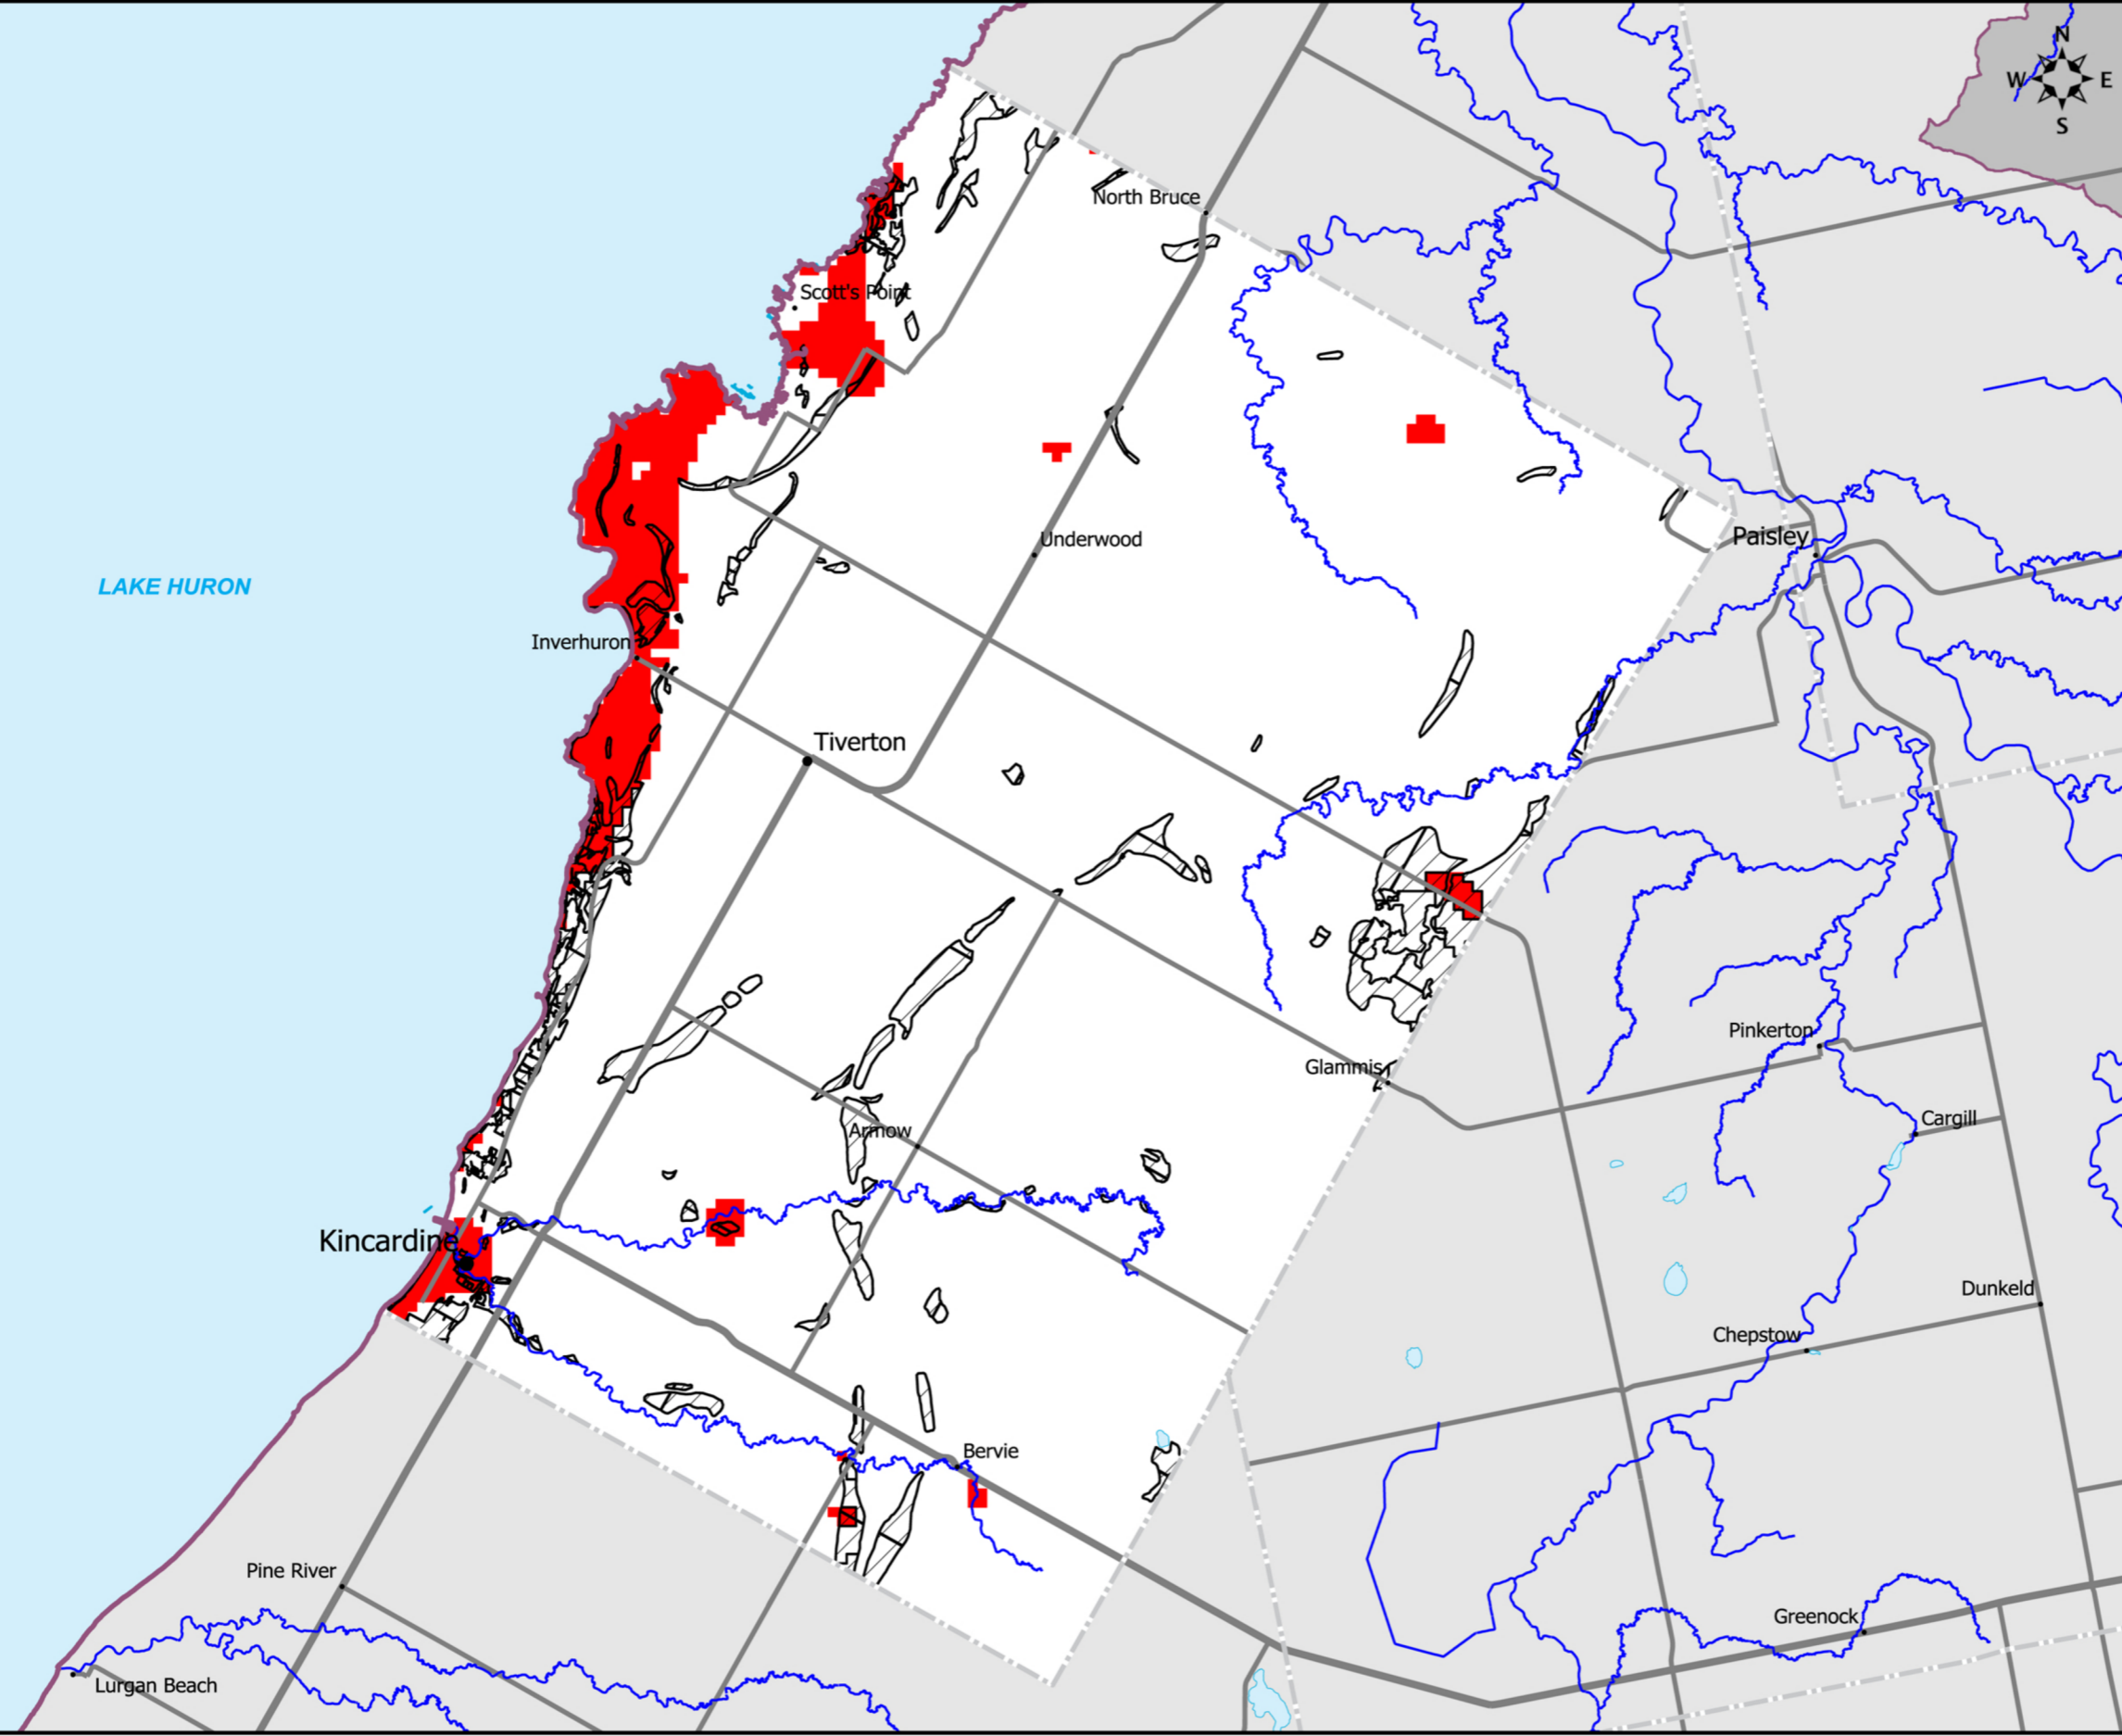 N
W E
S
North Bruce
Scott's Point
Underwood
Paisley
LAKE HURON
Inverhuron
Tiverton
Pinkerton
Glammis
Cargill
Armow
Kincardine
Dunkeld
Chepstow
Bervie
Pine River
Greenock
Lurgan Beach